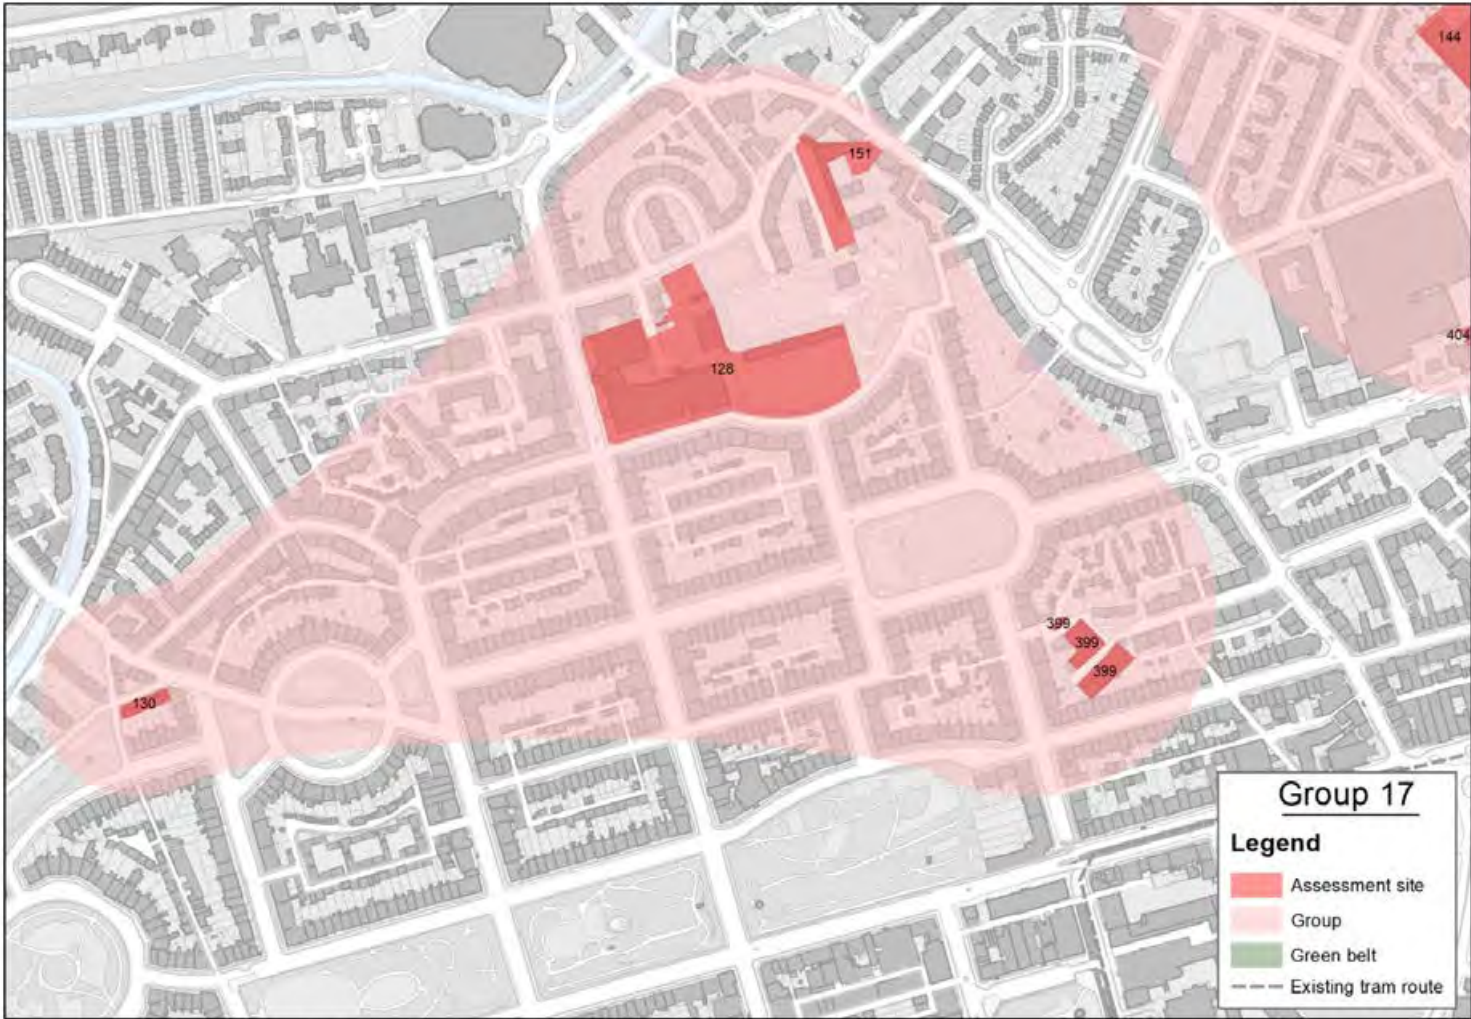 144
151
404
128
399
399
399
130
Group 17
Legend
Assessment site
Group
Green belt
Existing tram route